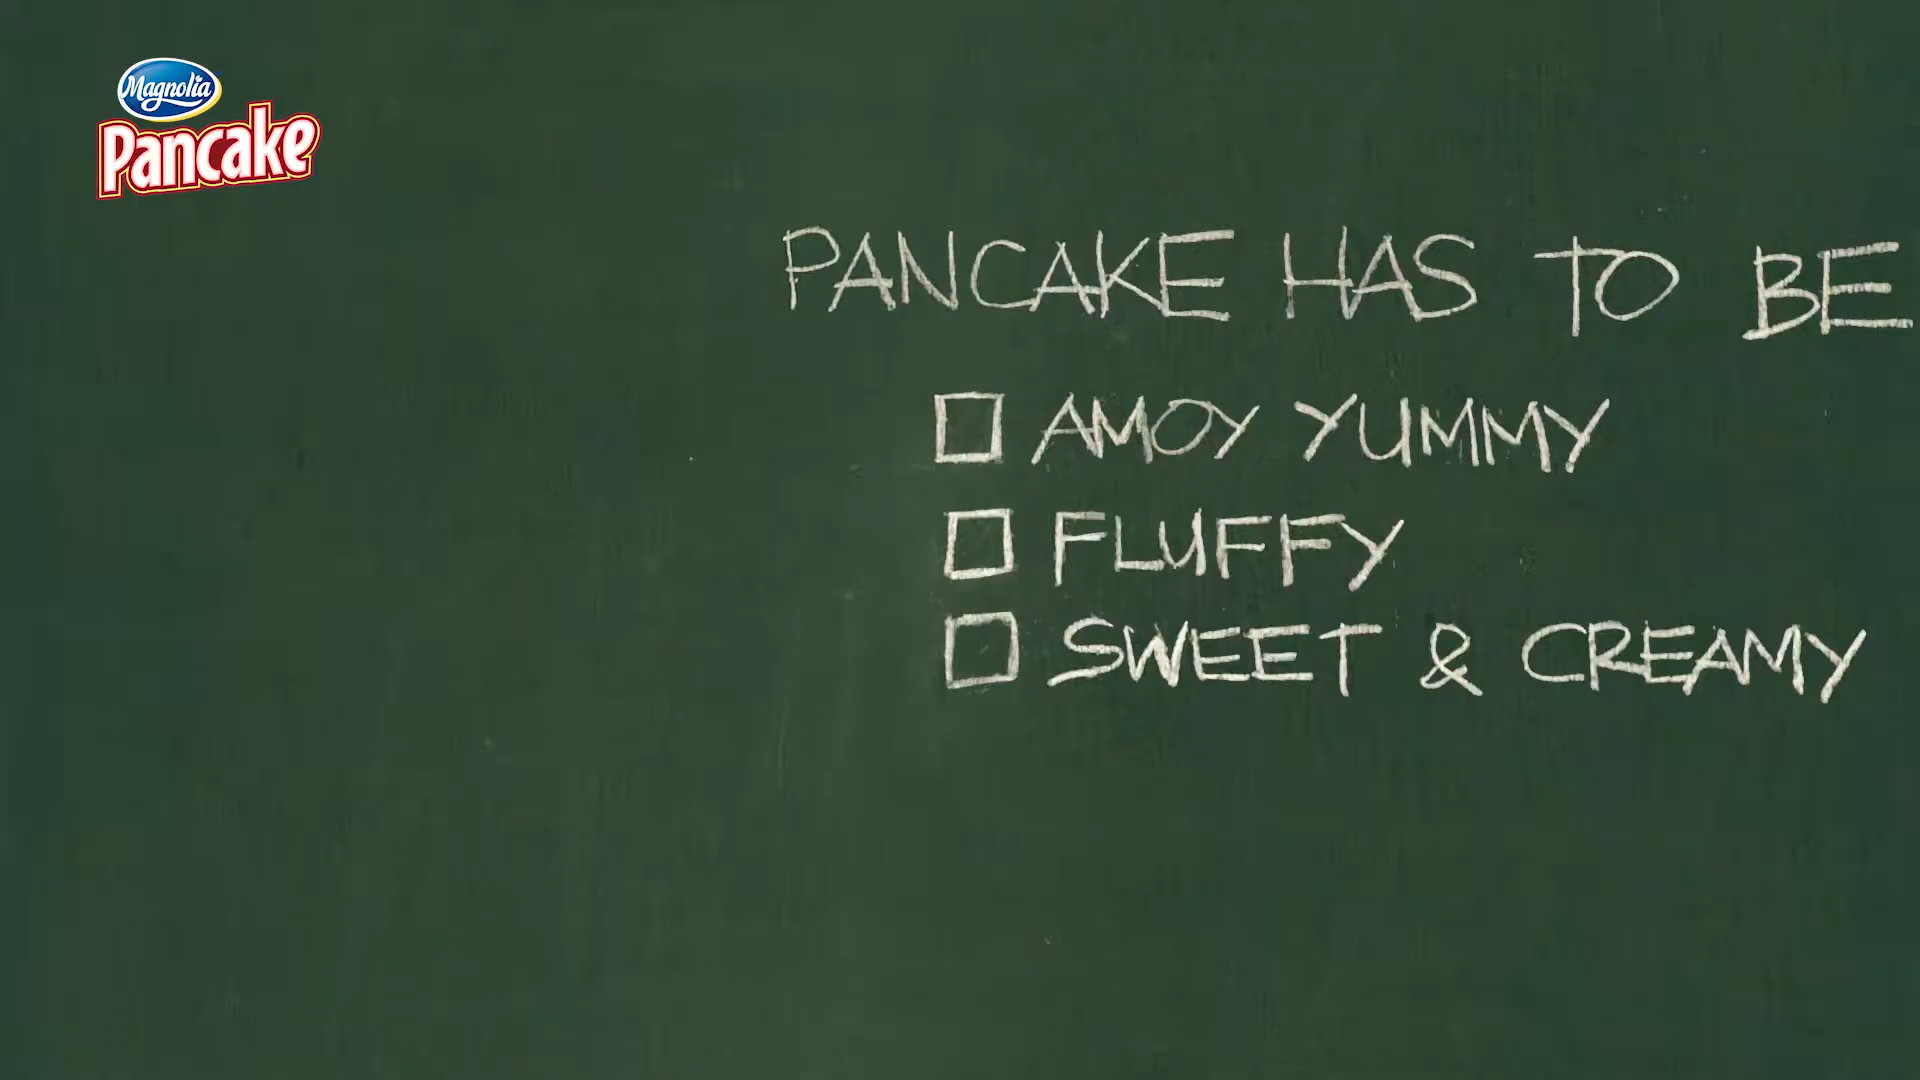 Magnolia
Pancake
PANCAKE HAS TO BE
AMOY YUMMY
FLUFFY
SWEET & CREAMY